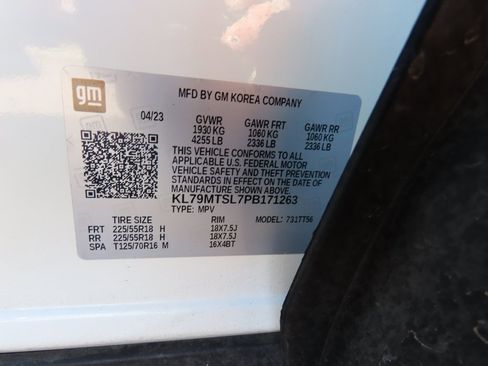 gm
MFD BY GM KOREA COMPANY
04/23 GVWR GAWR FRT GAWR RR
1930 KG 1060 KG 1060 KG
4255 LB 2336 LB 2336 LB
THIS VEHICLE CONFORMS TO ALL
APPLICABLE U.S. FEDERAL MOTOR
VEHICLE SAFETY AND THEFT PREVENTION
STANDARDS IN EFFECT ON THE DATE OF
MANUFACTURE SHOWN ABOVE.
KL79MTSL7PB171263
TYPE: MPV MODEL: 731TT56
TIRE SIZE RIM
FRT 225/55R18 H 18X7.5J
RR 225/55R18 H 18X7.5J
SPA T125/70R16 M 16X4BT